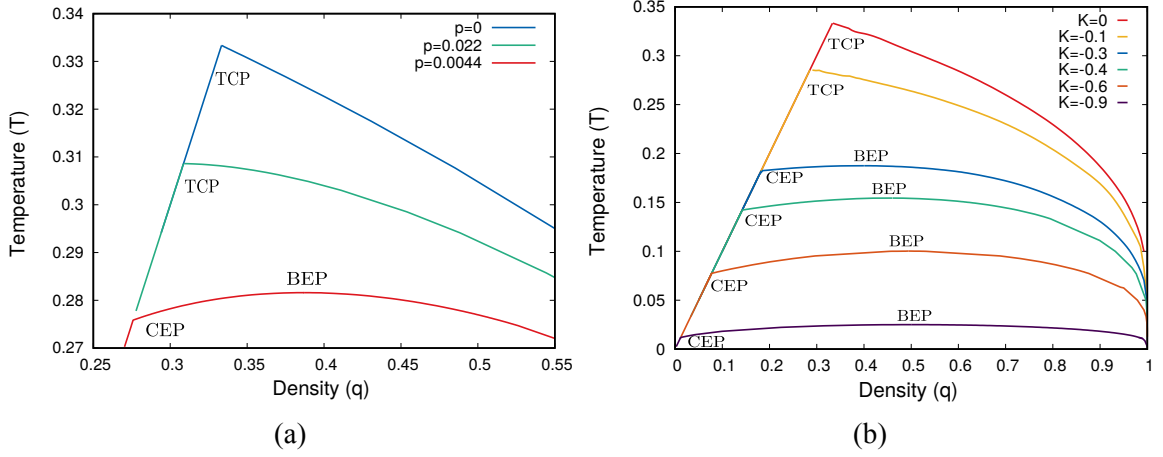 0.34
0.33
0.32
0.31
0.3
0.29
0.28
0.27
0.25
0.3
0.35
0.4
0.45
0.5
0.55
Temperature (T)
Density (q)
p=0
p=0.022
p=0.0044
TCP
TCP
BEP
CEP
(a)
0.35
0.3
0.25
0.2
0.15
0.1
0.05
0
0
0.1
0.2
0.3
0.4
0.5
0.6
0.7
0.8
0.9
1
Temperature (T)
Density (q)
K=0
K=-0.1
K=-0.3
K=-0.4
K=-0.6
K=-0.9
TCP
TCP
BEP
CEP
BEP
CEP
BEP
CEP
BEP
CEP
(b)